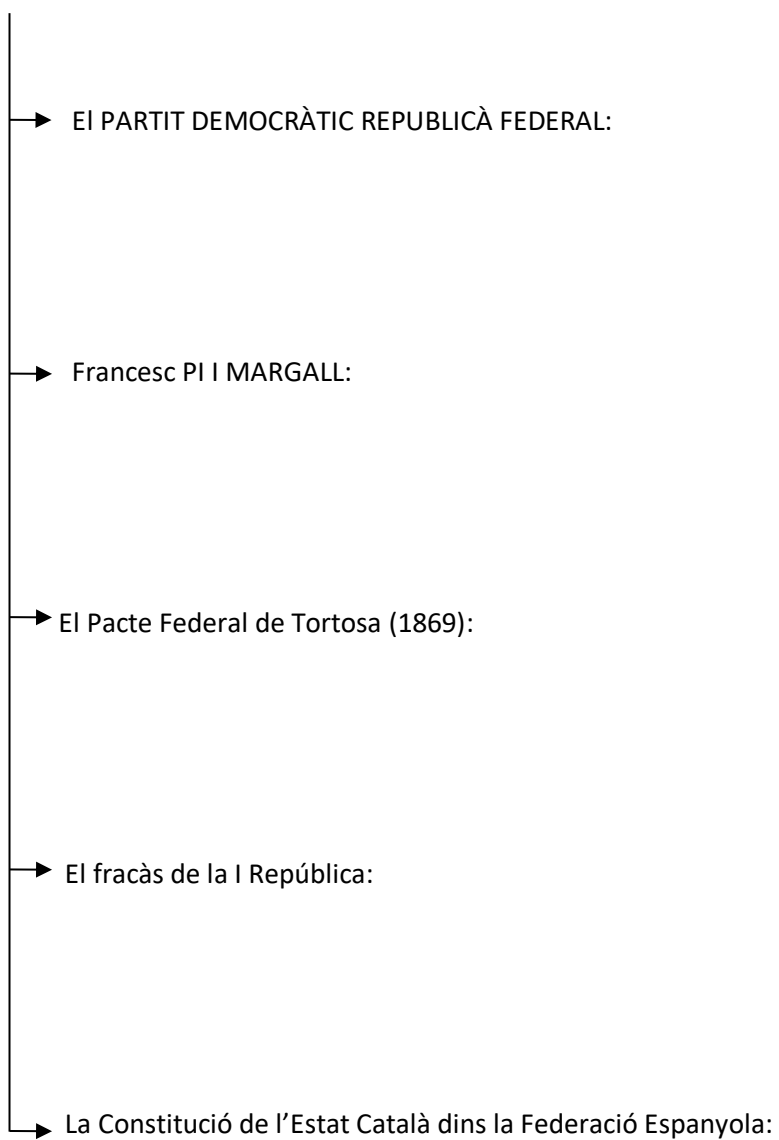 El PARTIT DEMOCRÀTIC REPUBLICÀ FEDERAL:
Francesc PI I MARGALL:
El Pacte Federal de Tortosa (1869):
El fracàs de la I República:
La Constitució de l’Estat Català dins la Federació Espanyola: